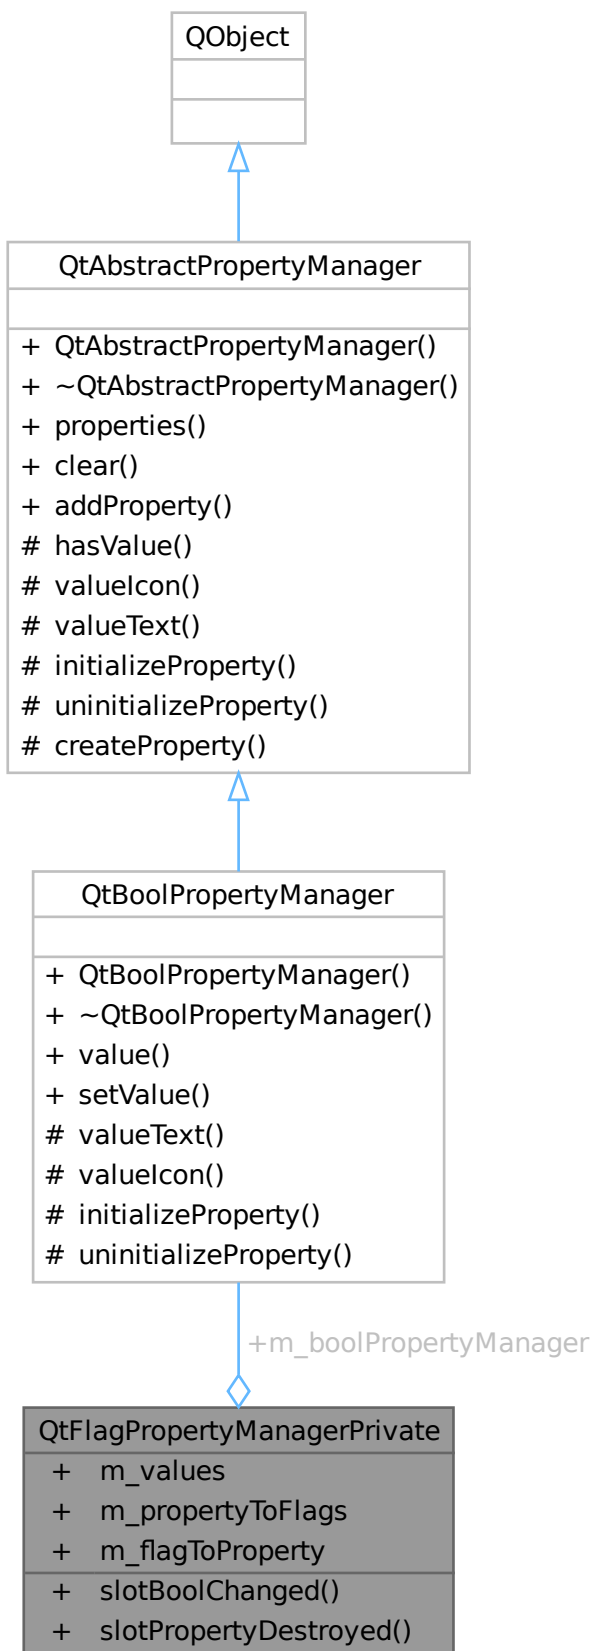 QObject
QtAbstractPropertyManager
+ QtAbstractPropertyManager()
+ ~QtAbstractPropertyManager()
+ properties()
+ clear()
+ addProperty()
# hasValue()
# valueIcon()
# valueText()
# initializeProperty()
# uninitializeProperty()
# createProperty()
QtBoolPropertyManager
+ QtBoolPropertyManager()
+ ~QtBoolPropertyManager()
+ value()
+ setValue()
# valueText()
# valueIcon()
# initializeProperty()
# uninitializeProperty()
+m_boolPropertyManager
QtFlagPropertyManagerPrivate
+ m_values
+ m_propertyToFlags
+ m_flagToProperty
+ slotBoolChanged()
+ slotPropertyDestroyed()